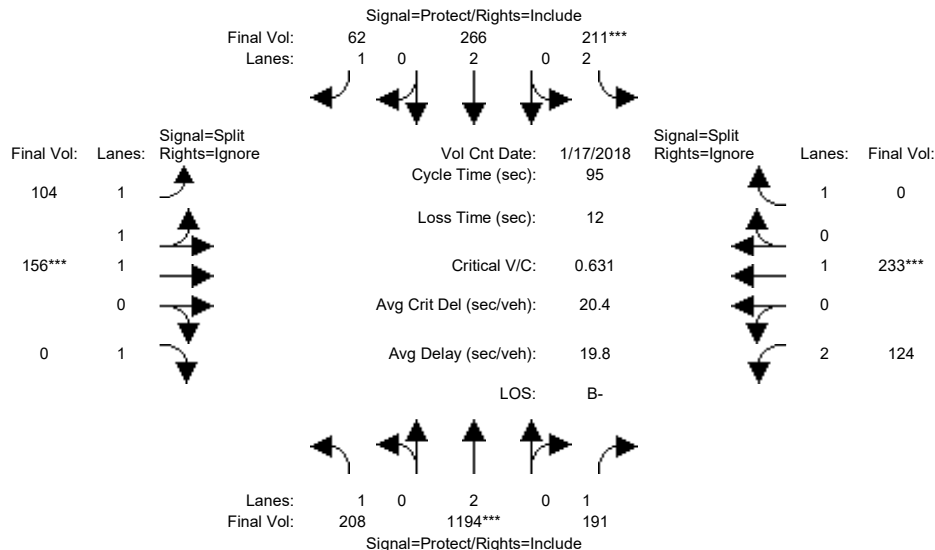 Signal=Protect/Rights=Include
Final Vol: 62 266 211***
Lanes: 1 0 2 0 2
Signal=Split
Final Vol: Lanes: Rights=Ignore
Vol Cnt Date: 1/17/2018
Signal=Split
Rights=Ignore Lanes: Final Vol:
Cycle Time (sec): 95
104 1
1 0
Loss Time (sec): 12
1
0
156*** 1
Critical V/C: 0.631
1 233***
0
Avg Crit Del (sec/veh): 20.4
0
0 1
Avg Delay (sec/veh): 19.8
2 124
LOS: B-
Lanes: 1 0 2 0 1
Final Vol: 208 1194*** 191
Signal=Protect/Rights=Include